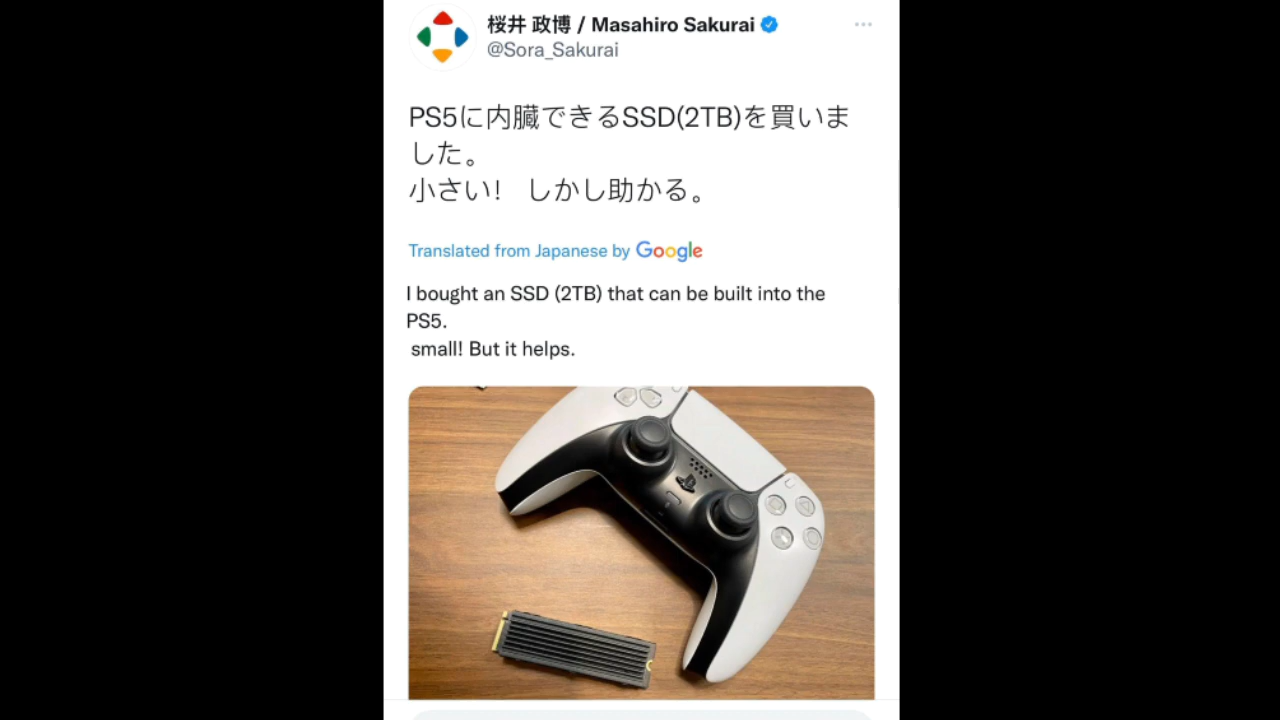 桜井 政博 / Masahiro Sakurai
@Sora_Sakurai
PS5に内臓できるSSD(2TB)を買いま
した。
小さい！ しかし助かる。
Translated from Japanese by Google
I bought an SSD (2TB) that can be built into the
PS5.
small! But it helps.